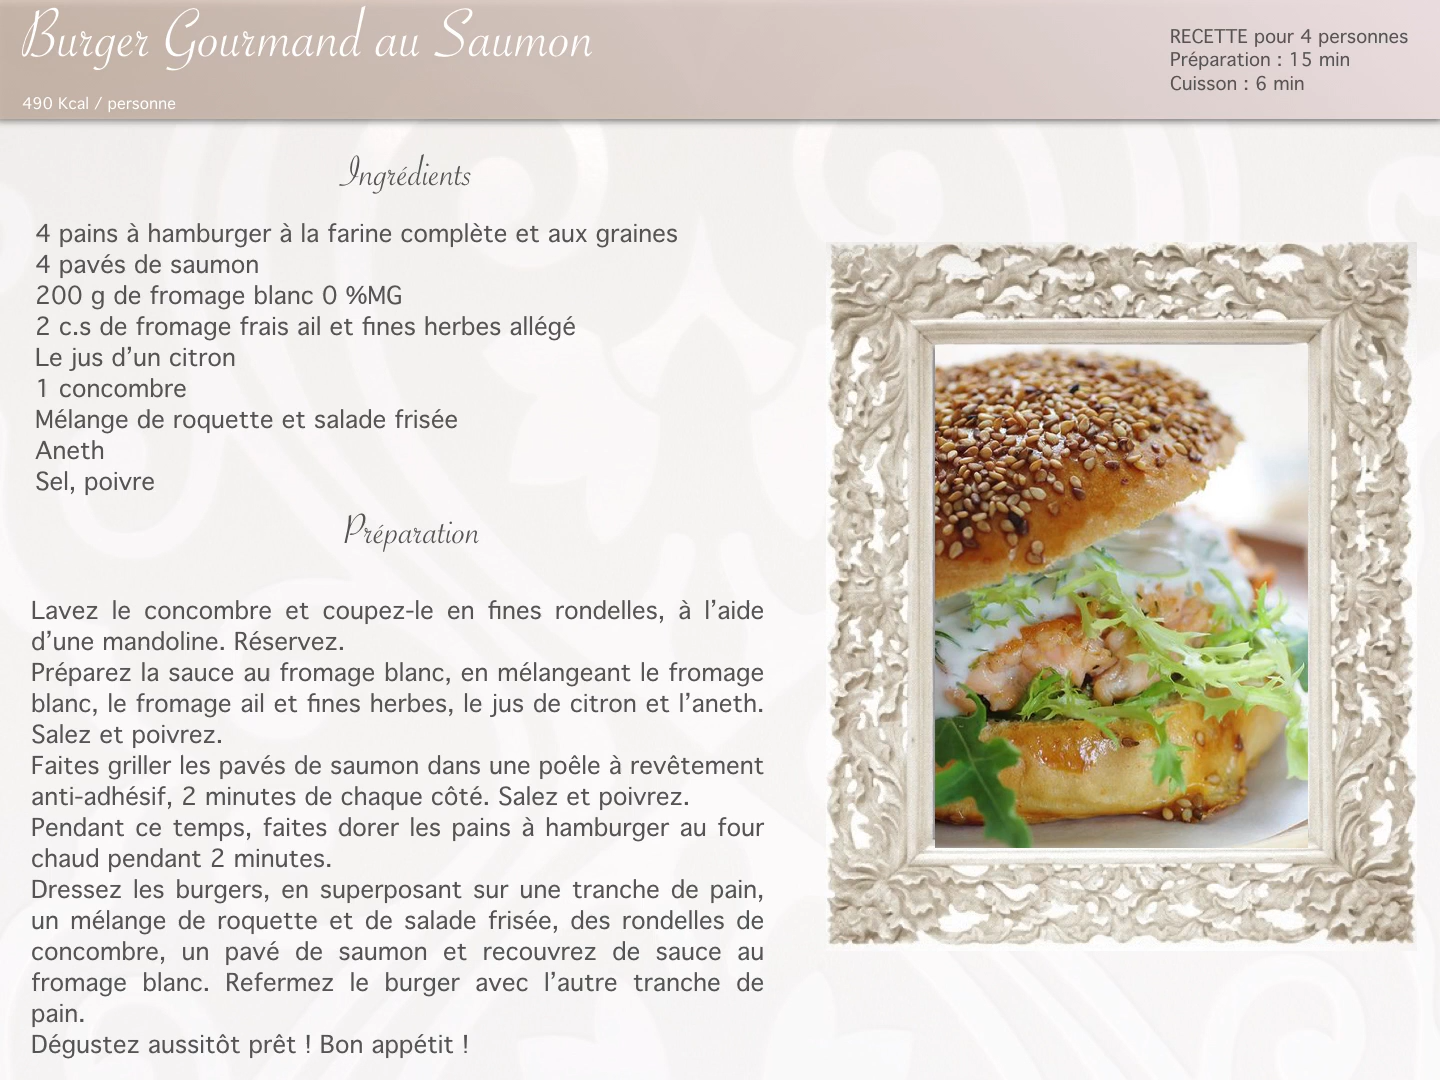 Burger Gourmand au Saumon
490 Kcal / personne
RECETTE pour 4 personnes
Préparation : 15 min
Cuisson : 6 min
Ingrédients
4 pains à hamburger à la farine complète et aux graines
4 pavés de saumon
200 g de fromage blanc 0 %MG
2 c.s de fromage frais ail et fines herbes allégé
Le jus d’un citron
1 concombre
Mélange de roquette et salade frisée
Aneth
Sel, poivre
Préparation
Lavez le concombre et coupez-le en fines rondelles, à l’aide
d’une mandoline. Réservez.
Préparez la sauce au fromage blanc, en mélangeant le fromage
blanc, le fromage ail et fines herbes, le jus de citron et l’aneth.
Salez et poivrez.
Faites griller les pavés de saumon dans une poêle à revêtement
anti-adhésif, 2 minutes de chaque côté. Salez et poivrez.
Pendant ce temps, faites dorer les pains à hamburger au four
chaud pendant 2 minutes.
Dressez les burgers, en superposant sur une tranche de pain,
un mélange de roquette et de salade frisée, des rondelles de
concombre, un pavé de saumon et recouvrez de sauce au
fromage blanc. Refermez le burger avec l’autre tranche de
pain.
Dégustez aussitôt prêt ! Bon appétit !